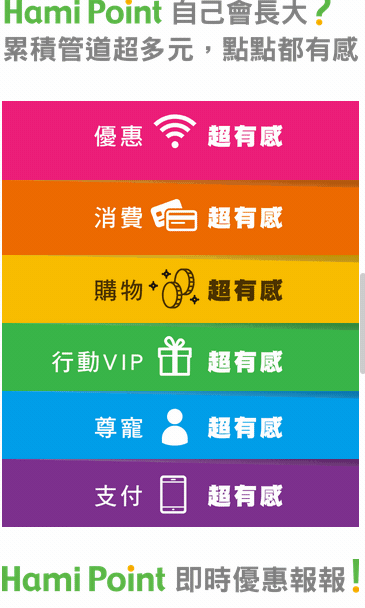 Hami Point 自己會長大?
累積管道超多元，點點都有感
優惠 超有感
消費 超有感
購物 超有感
行動VIP 超有感
尊寵 超有感
支付 超有感
Hami Point 即時優惠報報!